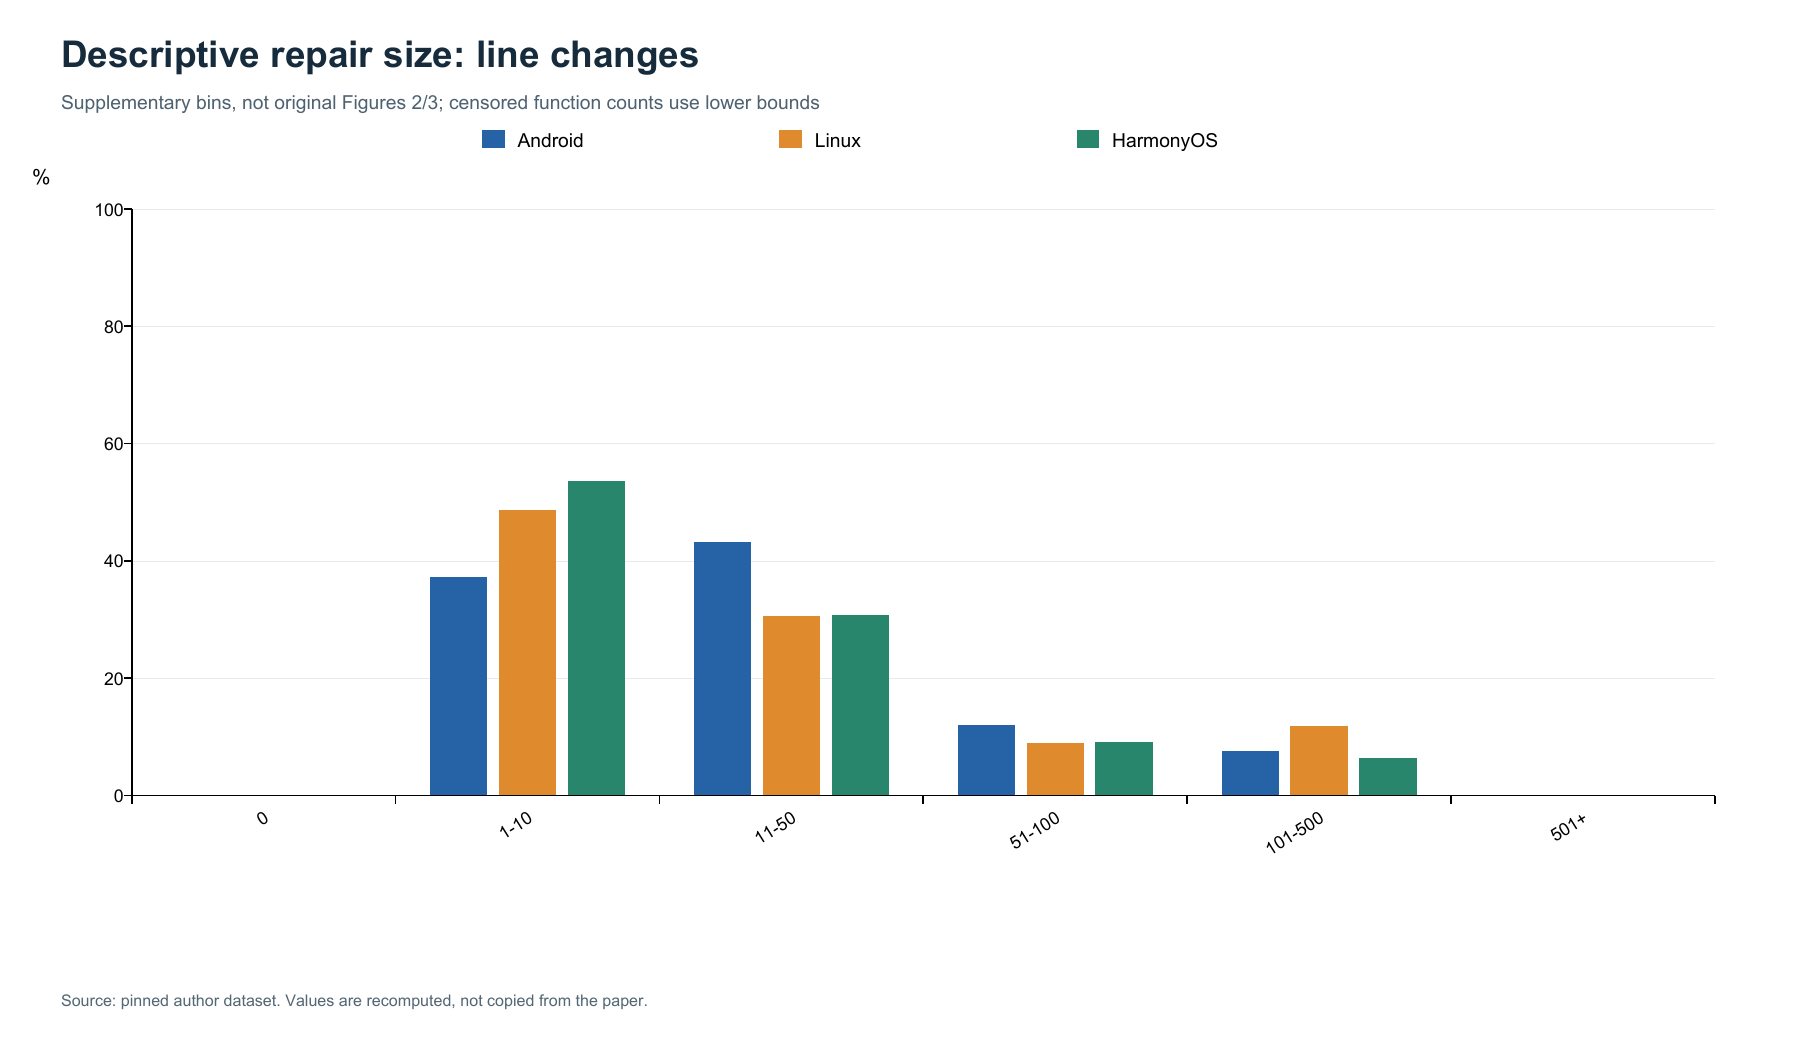 Descriptive repair size: line changes
Supplementary bins, not original Figures 2/3; censored function counts use lower bounds
Android
Linux
HarmonyOS
%
100
80
60
40
20
0
0
1-10
11-50
51-100
101-500
501+
Source: pinned author dataset. Values are recomputed, not copied from the paper.